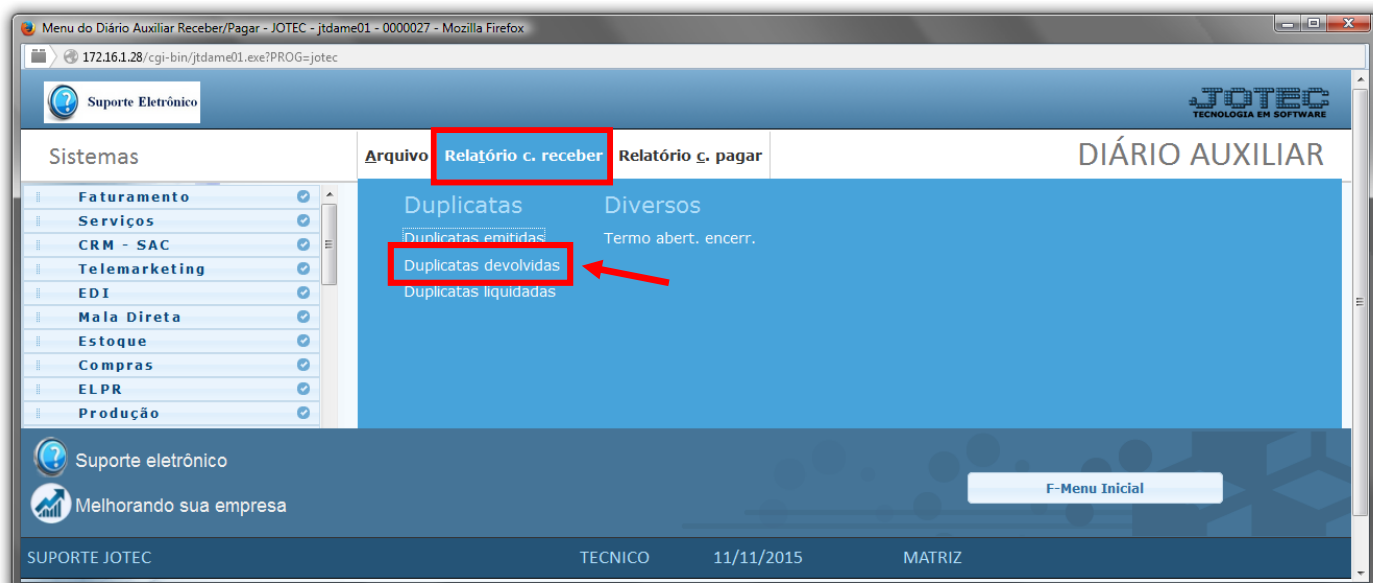 Menu do Diário Auxiliar Receber/Pagar - JOTEC - jtdame01 - 0000027 - Mozilla Firefox
172.16.1.28/cgi-bin/jtdame01.exe?PROG=jotec
Suporte Eletrônico
JOTEC
TECNOLOGIA EM SOFTWARE
Sistemas
Arquivo Relatório c. receber Relatório c. pagar
DIÁRIO AUXILIAR
Faturamento
Serviços
CRM - SAC
Telemarketing
EDI
Mala Direta
Estoque
Compras
ELPR
Produção
Duplicatas
Duplicatas emitidas
Duplicatas devolvidas
Duplicatas liquidadas
Diversos
Termo abert. encerr.
Suporte eletrônico
Melhorando sua empresa
F-Menu Inicial
SUPORTE JOTEC TECNICO 11/11/2015 MATRIZ